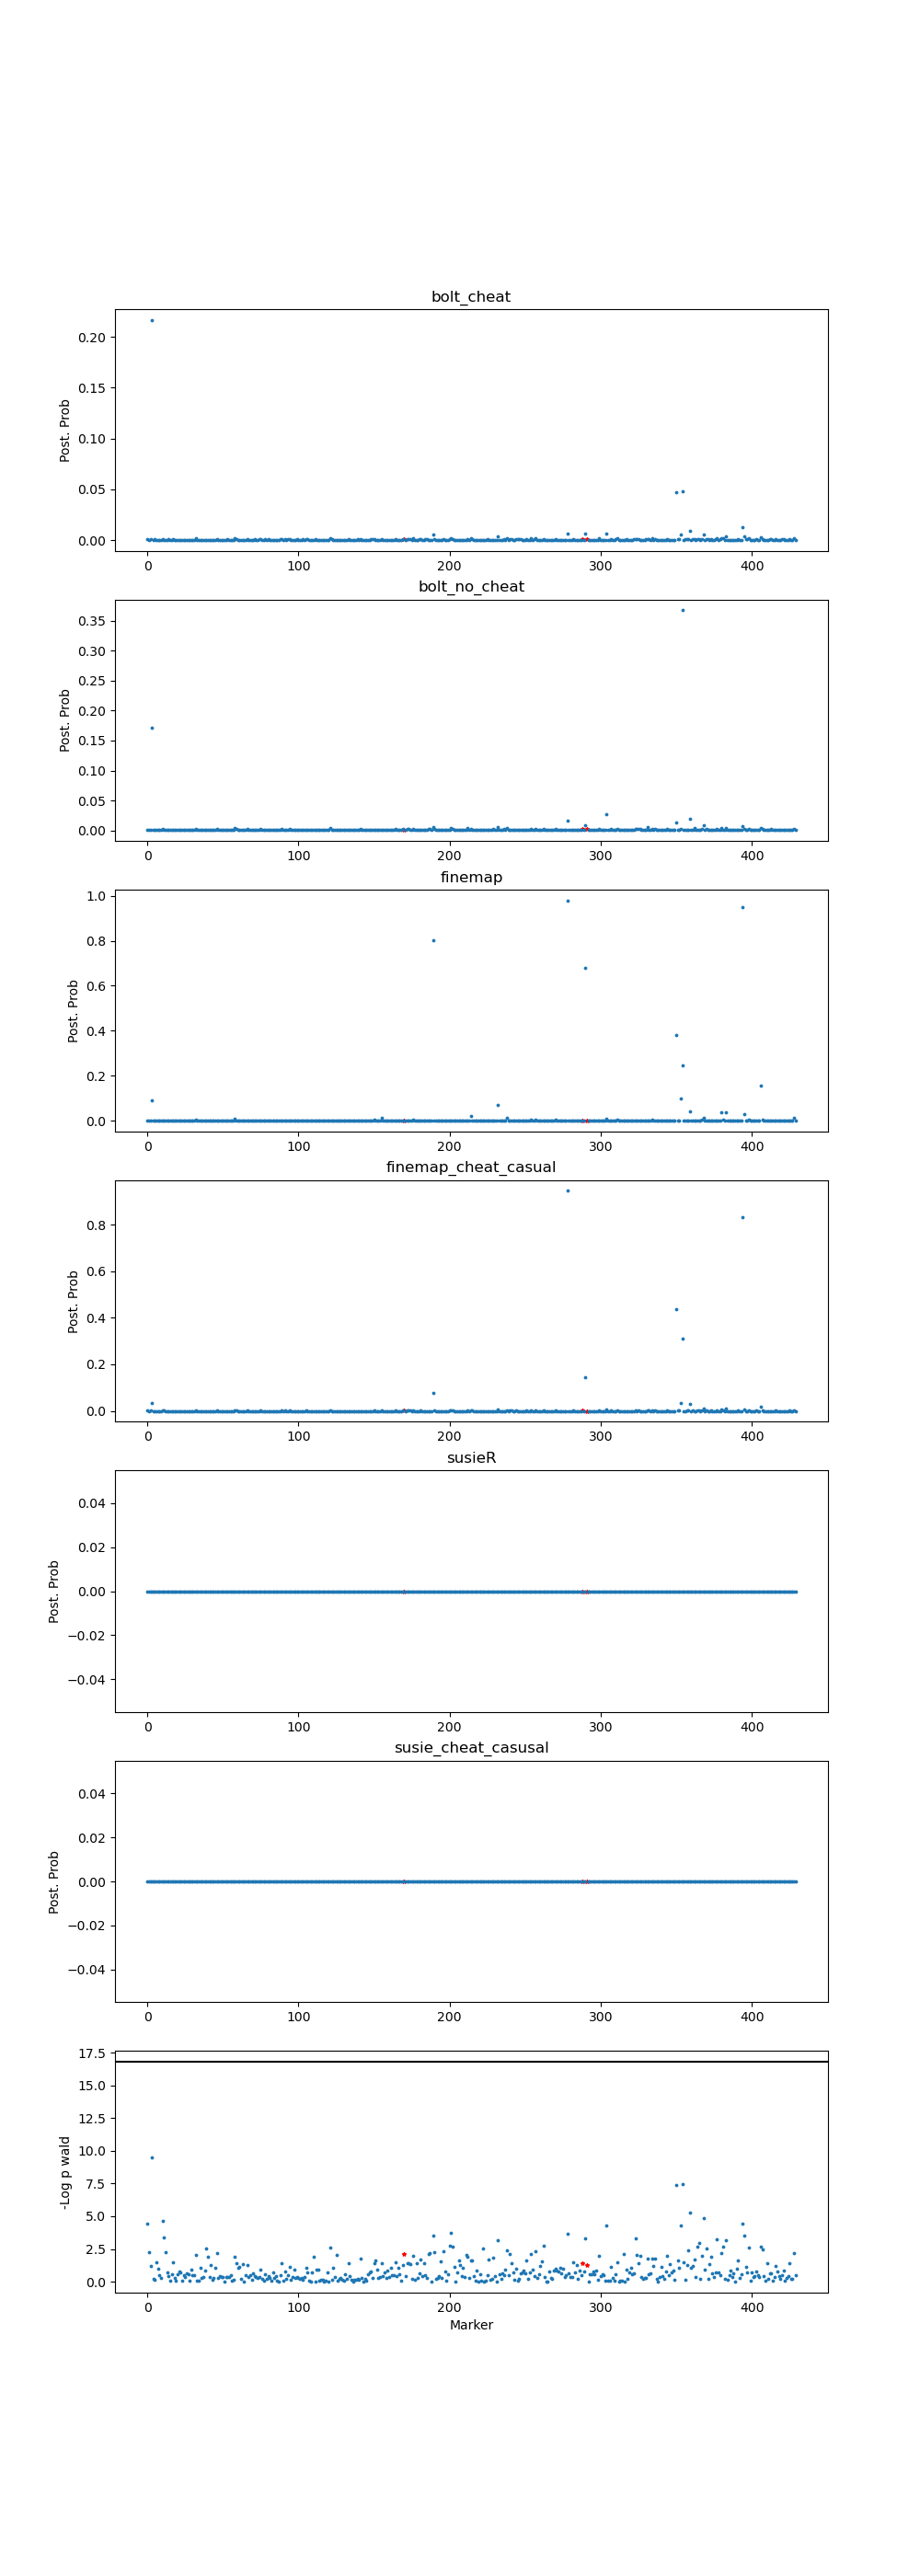 bolt_cheat
0.20
0.15
0.10
0.05
0.00
Post. Prob
0 100 200 300 400
bolt_no_cheat
0.35
0.30
0.25
0.20
0.15
0.10
0.05
0.00
Post. Prob
0 100 200 300 400
finemap
1.0
0.8
0.6
0.4
0.2
0.0
Post. Prob
0 100 200 300 400
finemap_cheat_casual
0.8
0.6
0.4
0.2
0.0
Post. Prob
0 100 200 300 400
susieR
0.04
0.02
0.00
−0.02
−0.04
Post. Prob
0 100 200 300 400
susie_cheat_casusal
0.04
0.02
0.00
−0.02
−0.04
Post. Prob
0 100 200 300 400
17.5
15.0
12.5
10.0
7.5
5.0
2.5
0.0
-Log p wald
0 100 200 300 400
Marker